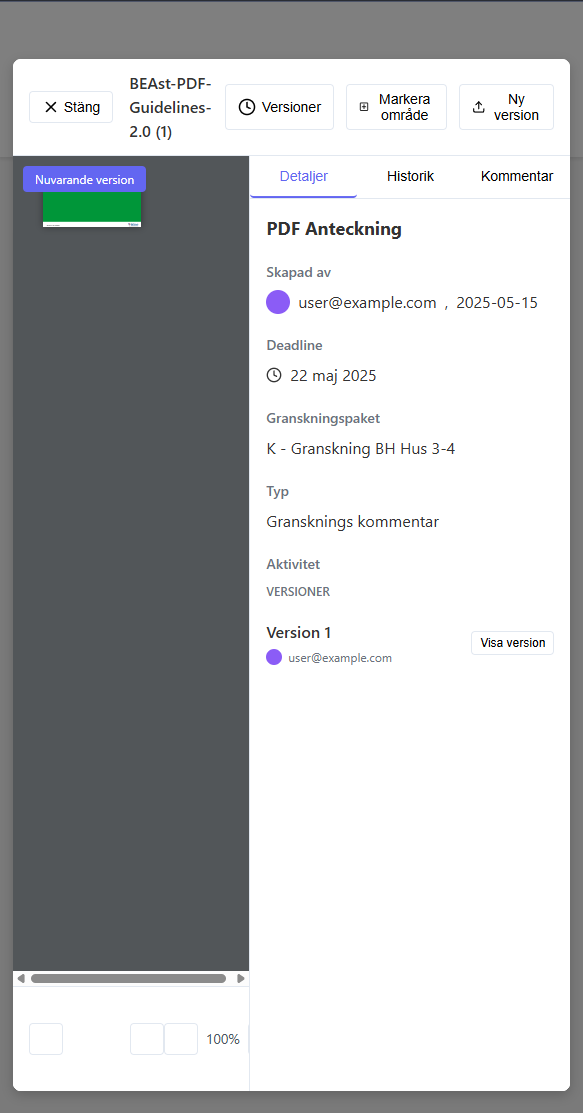 Stäng
BEAst-PDF-
Guidelines-
2.0 (1)
Versioner
Markera
område
Ny
version
Nuvarande version
Detaljer
Historik
Kommentar
PDF Anteckning
Skapad av
user@example.com , 2025-05-15
Deadline
22 maj 2025
Granskningspaket
K - Granskning BH Hus 3-4
Typ
Gransknings kommentar
Aktivitet
VERSIONER
Version 1
Visa version
user@example.com
100%